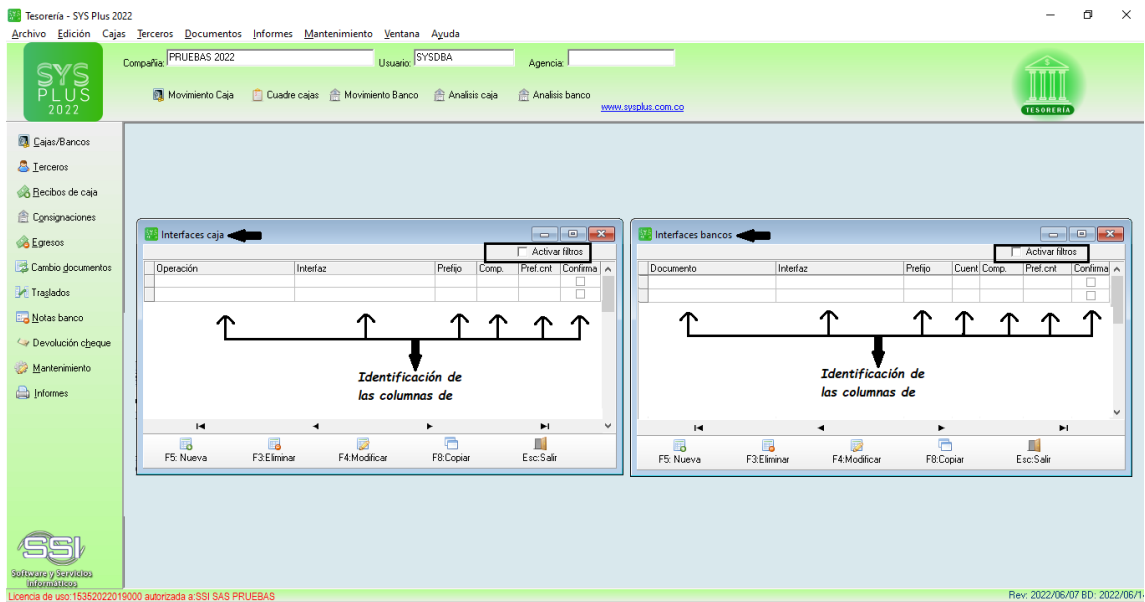 Tesorería - SYS Plus 2022
Archivo Edición Cajas Terceros Documentos Informes Mantenimiento Ventana Ayuda
SYS PLUS 2022
Compañia: PRUEBAS 2022 Usuario: SYSDBA Agencia:
Movimiento Caja Cuadre cajas Movimiento Banco Analisis caja Analisis banco
www.sysplus.com.co
TESORERIA
Cajas/Bancos
Terceros
Recibos de caja
Consignaciones
Egresos
Cambio documentos
Traslados
Notas banco
Devolución cheque
Mantenimiento
Informes
Interfaces caja
Activar filtros
Operación Interfaz Prefijo Comp. Pref.cnt Confirma
Identificación de
las columnas de
F5: Nueva F3:Eliminar F4:Modificar F8:Copiar Esc:Salir
Interfaces bancos
Activar filtros
Documento Interfaz Prefijo Cuent Comp. Pref.cnt Confirma
Identificación de
las columnas de
F5: Nueva F3:Eliminar F4:Modificar F8:Copiar Esc:Salir
SSI
Software y Servicios
Informáticos
Licencia de uso:15352022019000 autorizada a:SSI SAS PRUEBAS
Rev: 2022/06/07 BD: 2022/06/1